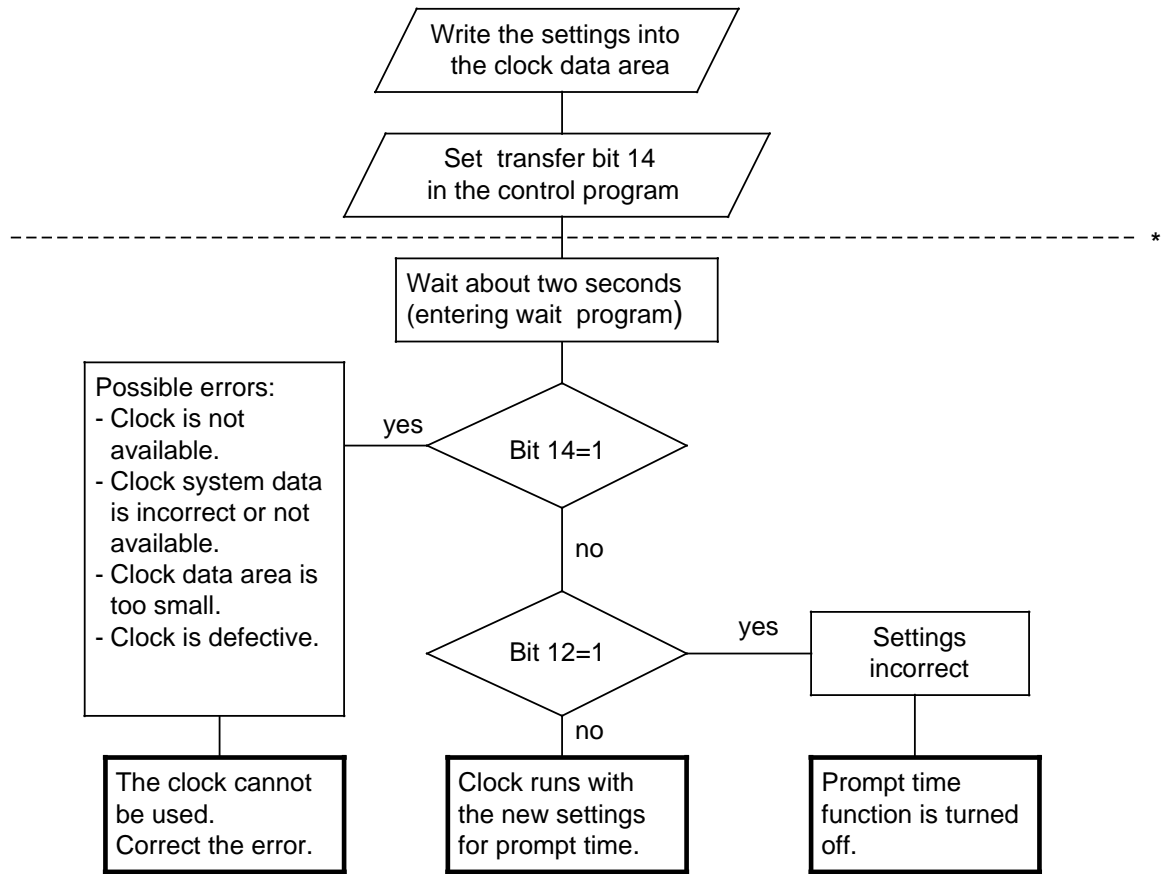 Write the settings into
the clock data area
Set transfer bit 14
in the control program
*
Wait about two seconds
(entering wait program)
Possible errors:
- Clock is not
available.
- Clock system data
is incorrect or not
available.
- Clock data area is
too small.
- Clock is defective.
yes
Bit 14=1
no
Bit 12=1
yes
Settings
incorrect
no
The clock cannot
be used.
Correct the error.
Clock runs with
the new settings
for prompt time.
Prompt time
function is turned
off.